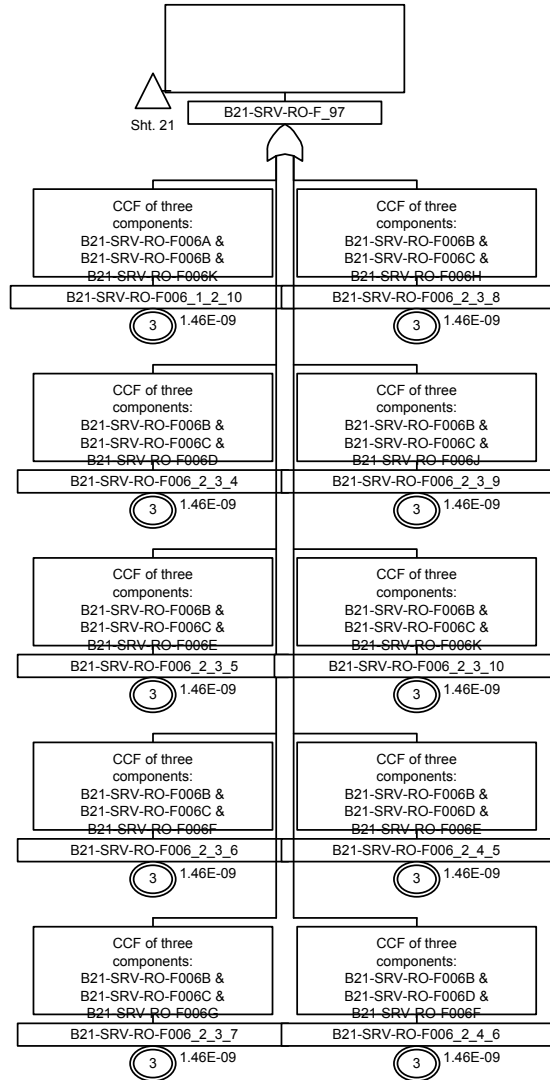 B21-SRV-RO-F_97
Sht. 21
CCF of three
components:
B21-SRV-RO-F006A &
B21-SRV-RO-F006B &
B21-SRV-RO-F006K
B21-SRV-RO-F006_1_2_10
3
1.46E-09
CCF of three
components:
B21-SRV-RO-F006B &
B21-SRV-RO-F006C &
B21-SRV-RO-F006H
B21-SRV-RO-F006_2_3_8
3
1.46E-09
CCF of three
components:
B21-SRV-RO-F006B &
B21-SRV-RO-F006C &
B21-SRV-RO-F006D
B21-SRV-RO-F006_2_3_4
3
1.46E-09
CCF of three
components:
B21-SRV-RO-F006B &
B21-SRV-RO-F006C &
B21-SRV-RO-F006J
B21-SRV-RO-F006_2_3_9
3
1.46E-09
CCF of three
components:
B21-SRV-RO-F006B &
B21-SRV-RO-F006C &
B21-SRV-RO-F006E
B21-SRV-RO-F006_2_3_5
3
1.46E-09
CCF of three
components:
B21-SRV-RO-F006B &
B21-SRV-RO-F006C &
B21-SRV-RO-F006K
B21-SRV-RO-F006_2_3_10
3
1.46E-09
CCF of three
components:
B21-SRV-RO-F006B &
B21-SRV-RO-F006C &
B21-SRV-RO-F006F
B21-SRV-RO-F006_2_3_6
3
1.46E-09
CCF of three
components:
B21-SRV-RO-F006B &
B21-SRV-RO-F006D &
B21-SRV-RO-F006E
B21-SRV-RO-F006_2_4_5
3
1.46E-09
CCF of three
components:
B21-SRV-RO-F006B &
B21-SRV-RO-F006C &
B21-SRV-RO-F006G
B21-SRV-RO-F006_2_3_7
3
1.46E-09
CCF of three
components:
B21-SRV-RO-F006B &
B21-SRV-RO-F006D &
B21-SRV-RO-F006F
B21-SRV-RO-F006_2_4_6
3
1.46E-09